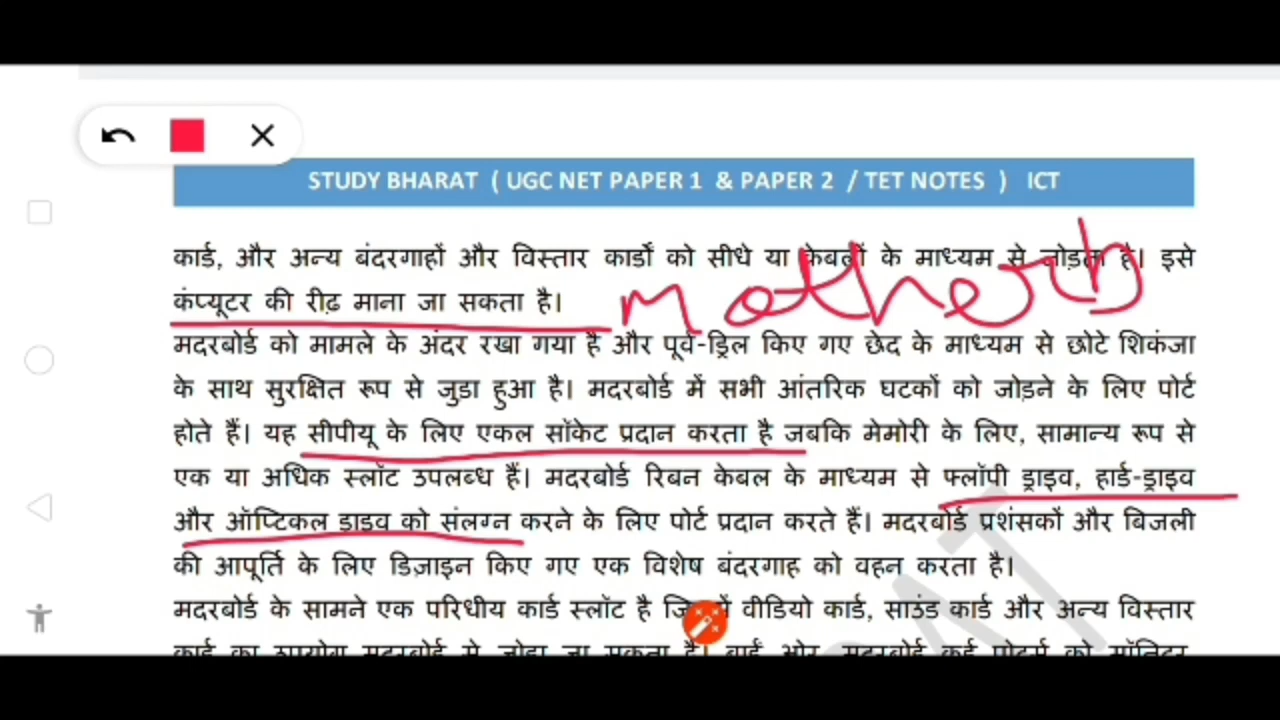 STUDY BHARAT ( UGC NET PAPER 1 & PAPER 2 / TET NOTES ) ICT
कार्ड, और अन्य बंदरगाहों और विस्तार कार्डों को सीधे या केबलों के माध्यम से जोड़ता है। इसे
कंप्यूटर की रीढ़ माना जा सकता है।
motherb
मदरबोर्ड को मामले के अंदर रखा गया है और पूर्व-ड्रिल किए गए छेद के माध्यम से छोटे शिकंजा
के साथ सुरक्षित रूप से जुडा हुआ है। मदरबोर्ड में सभी आंतरिक घटकों को जोड़ने के लिए पोर्ट
होते हैं। यह सीपीयू के लिए एकल सॉकेट प्रदान करता है जबकि मेमोरी के लिए, सामान्य रूप से
एक या अधिक स्लॉट उपलब्ध हैं। मदरबोर्ड रिबन केबल के माध्यम से फ्लॉपी ड्राइव, हार्ड-ड्राइव
और ऑप्टिकल ड्राइव को संलग्न करने के लिए पोर्ट प्रदान करते हैं। मदरबोर्ड प्रशंसकों और बिजली
की आपूर्ति के लिए डिज़ाइन किए गए एक विशेष बंदरगाह को वहन करता है।
मदरबोर्ड के सामने एक परिधीय कार्ड स्लॉट है वीडियो कार्ड, साउंड कार्ड और अन्य विस्तार